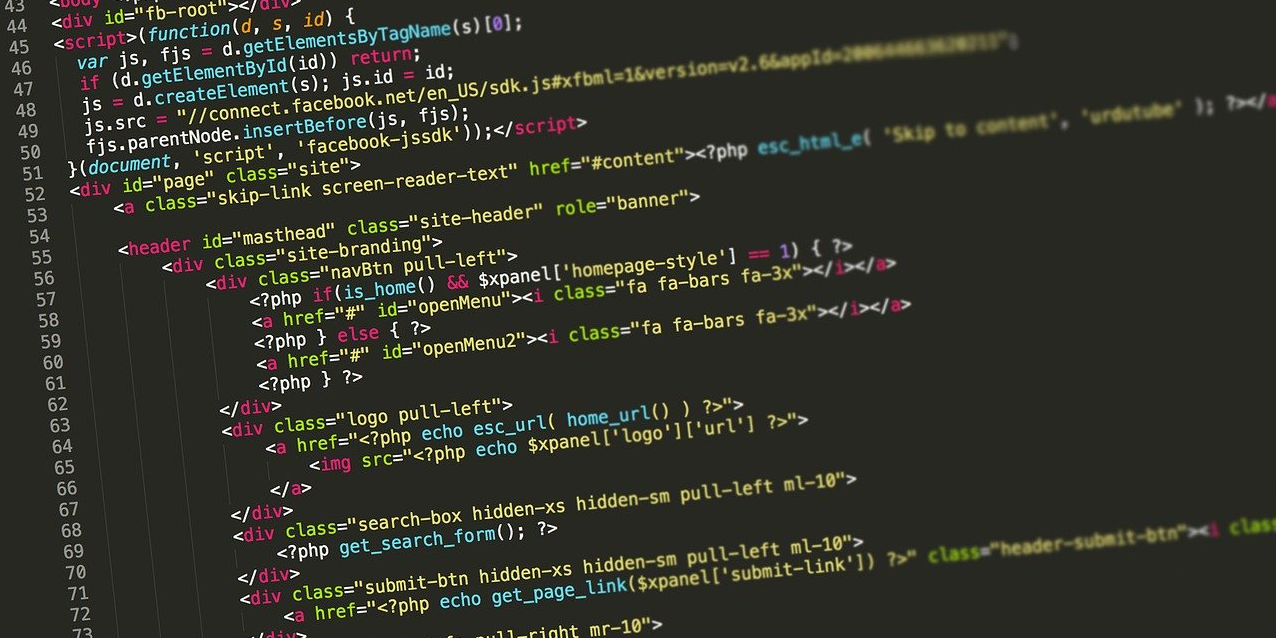 43 <body
44 <div id="fb-root"></div>
45 <script>(function(d, s, id) {
46 var js, fjs = d.getElementsByTagName(s)[0];
47 if (d.getElementById(id)) return;
48 js = d.createElement(s); js.id = id;
49 js.src = "//connect.facebook.net/en_US/sdk.js#xfbml=1&version=v2.6&appId=
50 fjs.parentNode.insertBefore(js, fjs);
51 }(document, 'script', 'facebook-jssdk'));</script>
52 <div id="page" class="site">
53 <a class="skip-link screen-reader-text" href="#content"><?php esc_html_e( 'Skip to content', 'urdutube' ); ?></a
54
55 <header id="masthead" class="site-header" role="banner">
56 <div class="site-branding">
57 <div class="navBtn pull-left">
58 <?php if(is_home() && $xpanel['homepage-style'] == 1) { ?>
59 <a href="#" id="openMenu"><i class="fa fa-bars fa-3x"></i></a>
60 <?php } else { ?>
61 <a href="#" id="openMenu2"><i class="fa fa-bars fa-3x"></i></a>
62 <?php } ?>
63 </div>
64 <div class="logo pull-left">
65 <a href="<?php echo esc_url( home_url() ) ?>">
66 <img src="<?php echo $xpanel['logo']['url'] ?>">
67 </a>
68 </div>
69 <div class="search-box hidden-xs hidden-sm pull-left ml-10">
70 <?php get_search_form(); ?>
71 </div>
72 <div class="submit-btn hidden-xs hidden-sm pull-left ml-10">
73 <a href="<?php echo get_page_link($xpanel['submit-link']) ?>" class="header-submit-btn"><i class
</div>
pull-right mr-10">